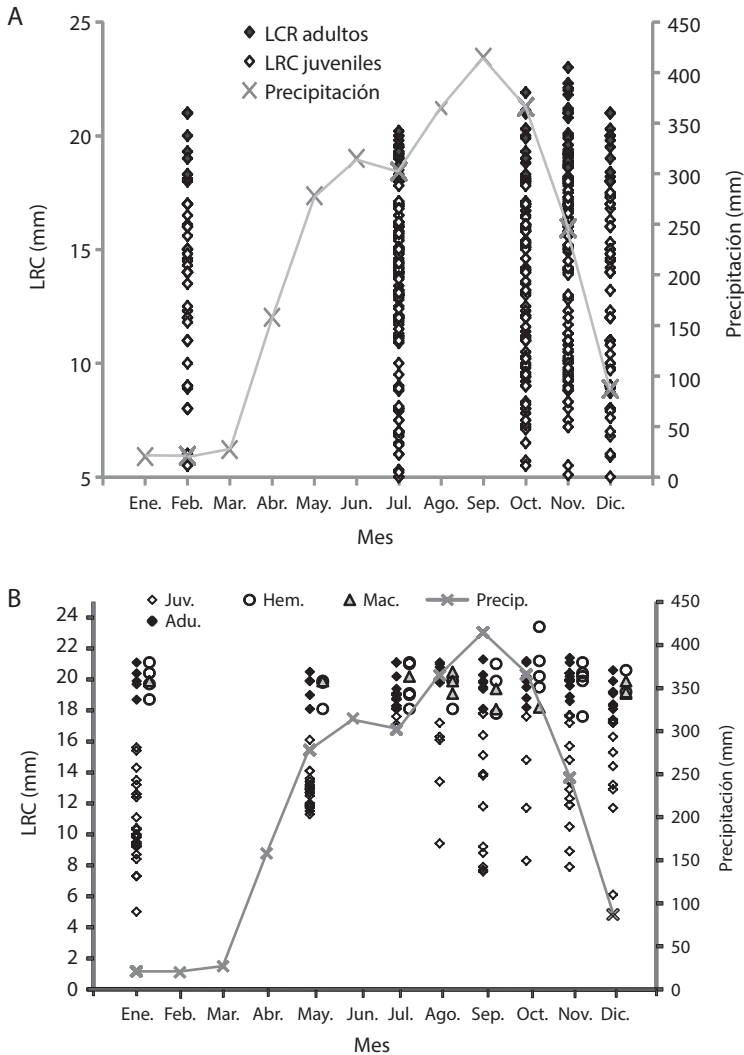 A
LCR adultos
LRC juveniles
Precipitación
LRC (mm)
25
20
15
10
5
450
400
350
300
250
200
150
100
50
0
Precipitación (mm)
Ene. Feb. Mar. Abr. May. Jun. Jul. Ago. Sep. Oct. Nov. Dic.
Mes
B
Juv. Hem. Mac. Precip.
Adu.
LRC (mm)
24
22
20
18
16
14
12
10
8
6
4
2
0
450
400
350
300
250
200
150
100
50
0
Precipitación (mm)
Ene. Feb. Mar. Abr. May. Jun. Jul. Ago. Sep. Oct. Nov. Dic.
Mes